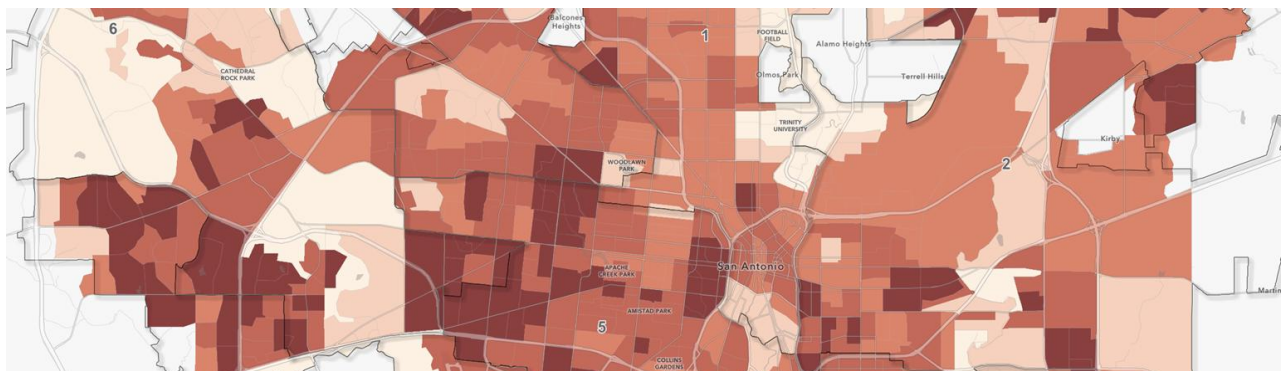 Balcones
Heights
6
1
FOOTBALL
FIELD
Alamo Heights
CATHEDRAL
ROCK PARK
Olmos Park
Terrell Hills
TRINITY
UNIVERSITY
Kirby
WOODLAWN
PARK
2
San Antonio
APACHE
CREEK PARK
Martin
AMISTAD PARK
5
COLLINS
GARDENS